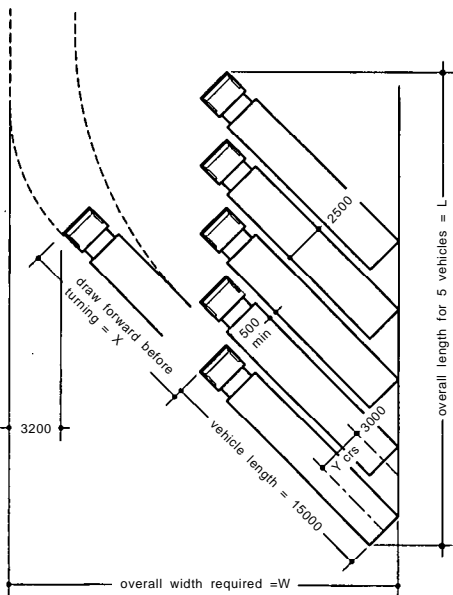 2500
overall length for 5 vehicles = L
draw forward before
turning = X
500
min
3200
3000
Y crs
vehicle length = 15000
overall width required =W